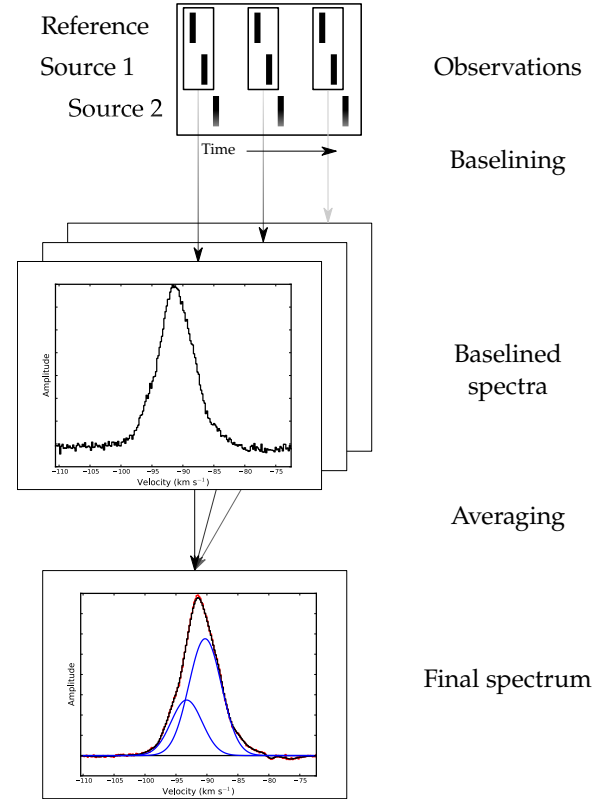 Reference
Source 1
Observations
Source 2
Time
Baselining
Amplitude
−110 −105 −100 −95 −90 −85 −80 −75
Velocity (km s⁻¹)
Baselined
spectra
Averaging
Amplitude
−110 −105 −100 −95 −90 −85 −80 −75
Velocity (km s⁻¹)
Final spectrum